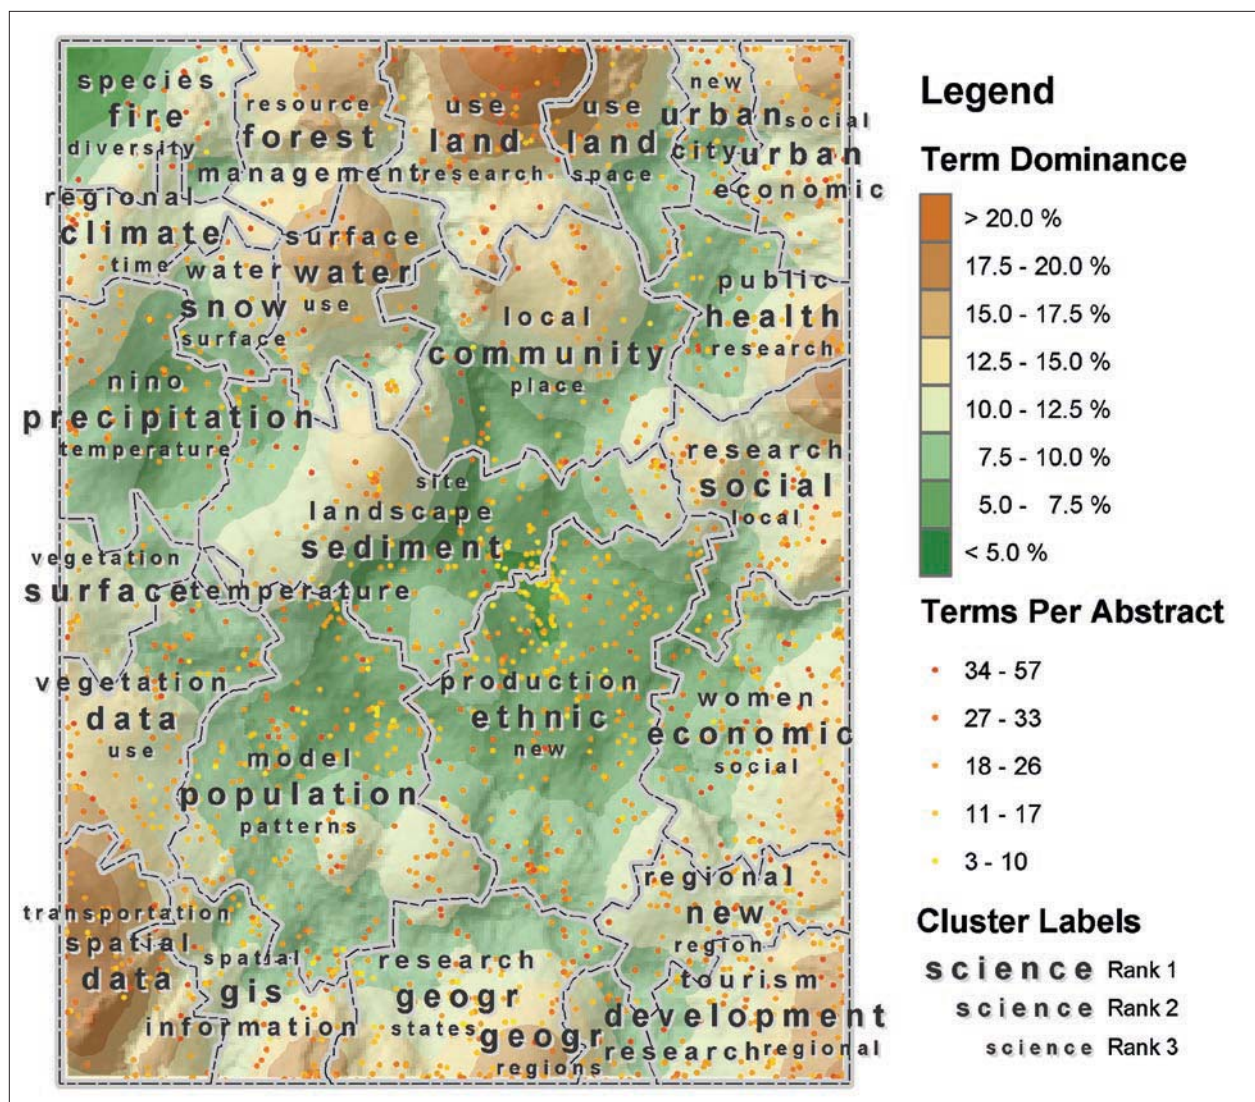 species
fire
diversity
resource
forest
management
use
land
research
use
land
space
new
urban
city
social
urban
economic
regional
climate
time
water
snow
surface
surface
water
use
local
community
place
public
health
research
nino
precipitation
temperature
site
landscape
sediment
research
social
local
vegetation
surface
temperature
vegetation
data
use
production
ethnic
new
women
economic
social
model
population
patterns
regional
new
region
transportation
spatial
data
spatial
gis
information
research
geogr
states
geogr
regions
tourism
development
research
regional
Legend
Term Dominance
> 20.0 %
17.5 - 20.0 %
15.0 - 17.5 %
12.5 - 15.0 %
10.0 - 12.5 %
7.5 - 10.0 %
5.0 - 7.5 %
< 5.0 %
Terms Per Abstract
34 - 57
27 - 33
18 - 26
11 - 17
3 - 10
Cluster Labels
science Rank 1
science Rank 2
science Rank 3